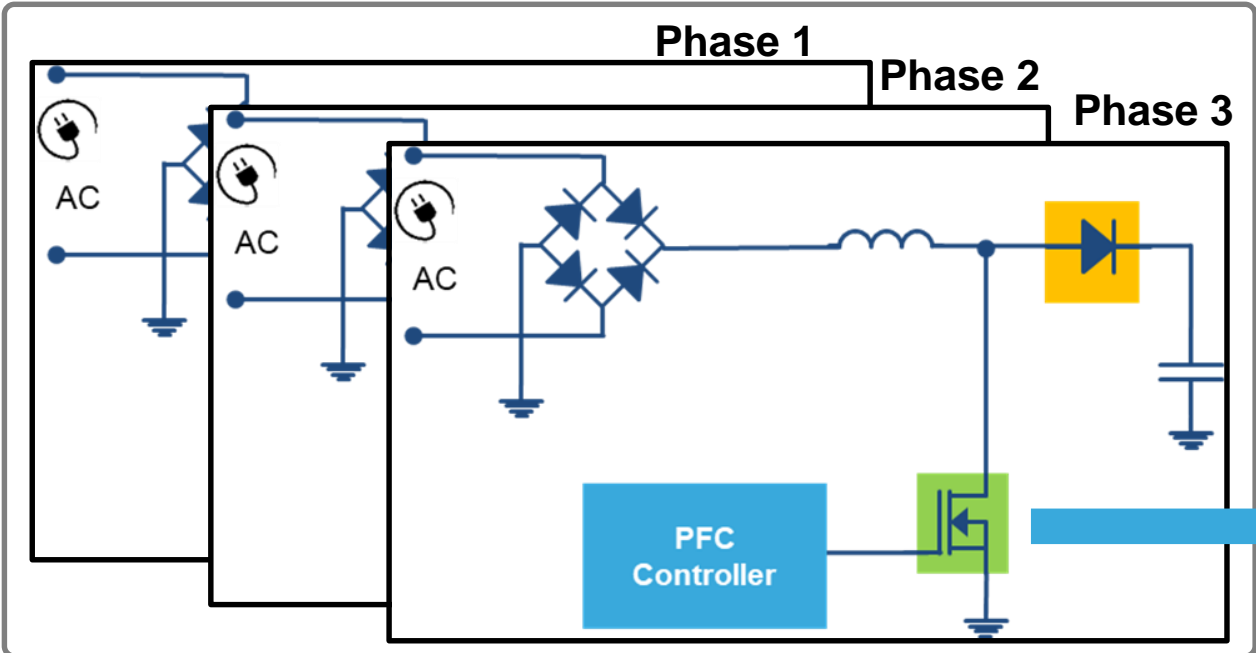 Phase 1
Phase 2
Phase 3
AC
AC
AC
PFC
Controller